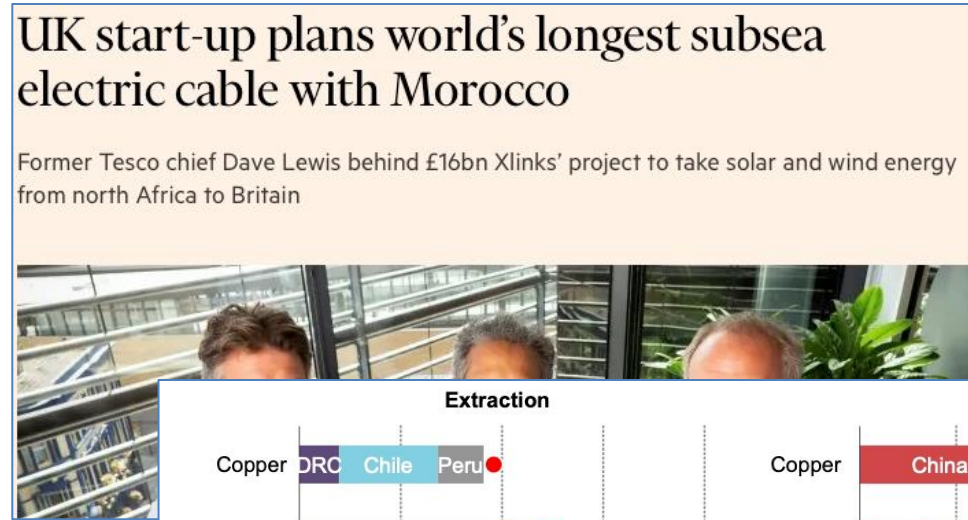 UK start-up plans world's longest subsea
electric cable with Morocco
Former Tesco chief Dave Lewis behind £16bn Xlinks' project to take solar and wind energy
from north Africa to Britain
Extraction
Copper DRC Chile Peru Copper China